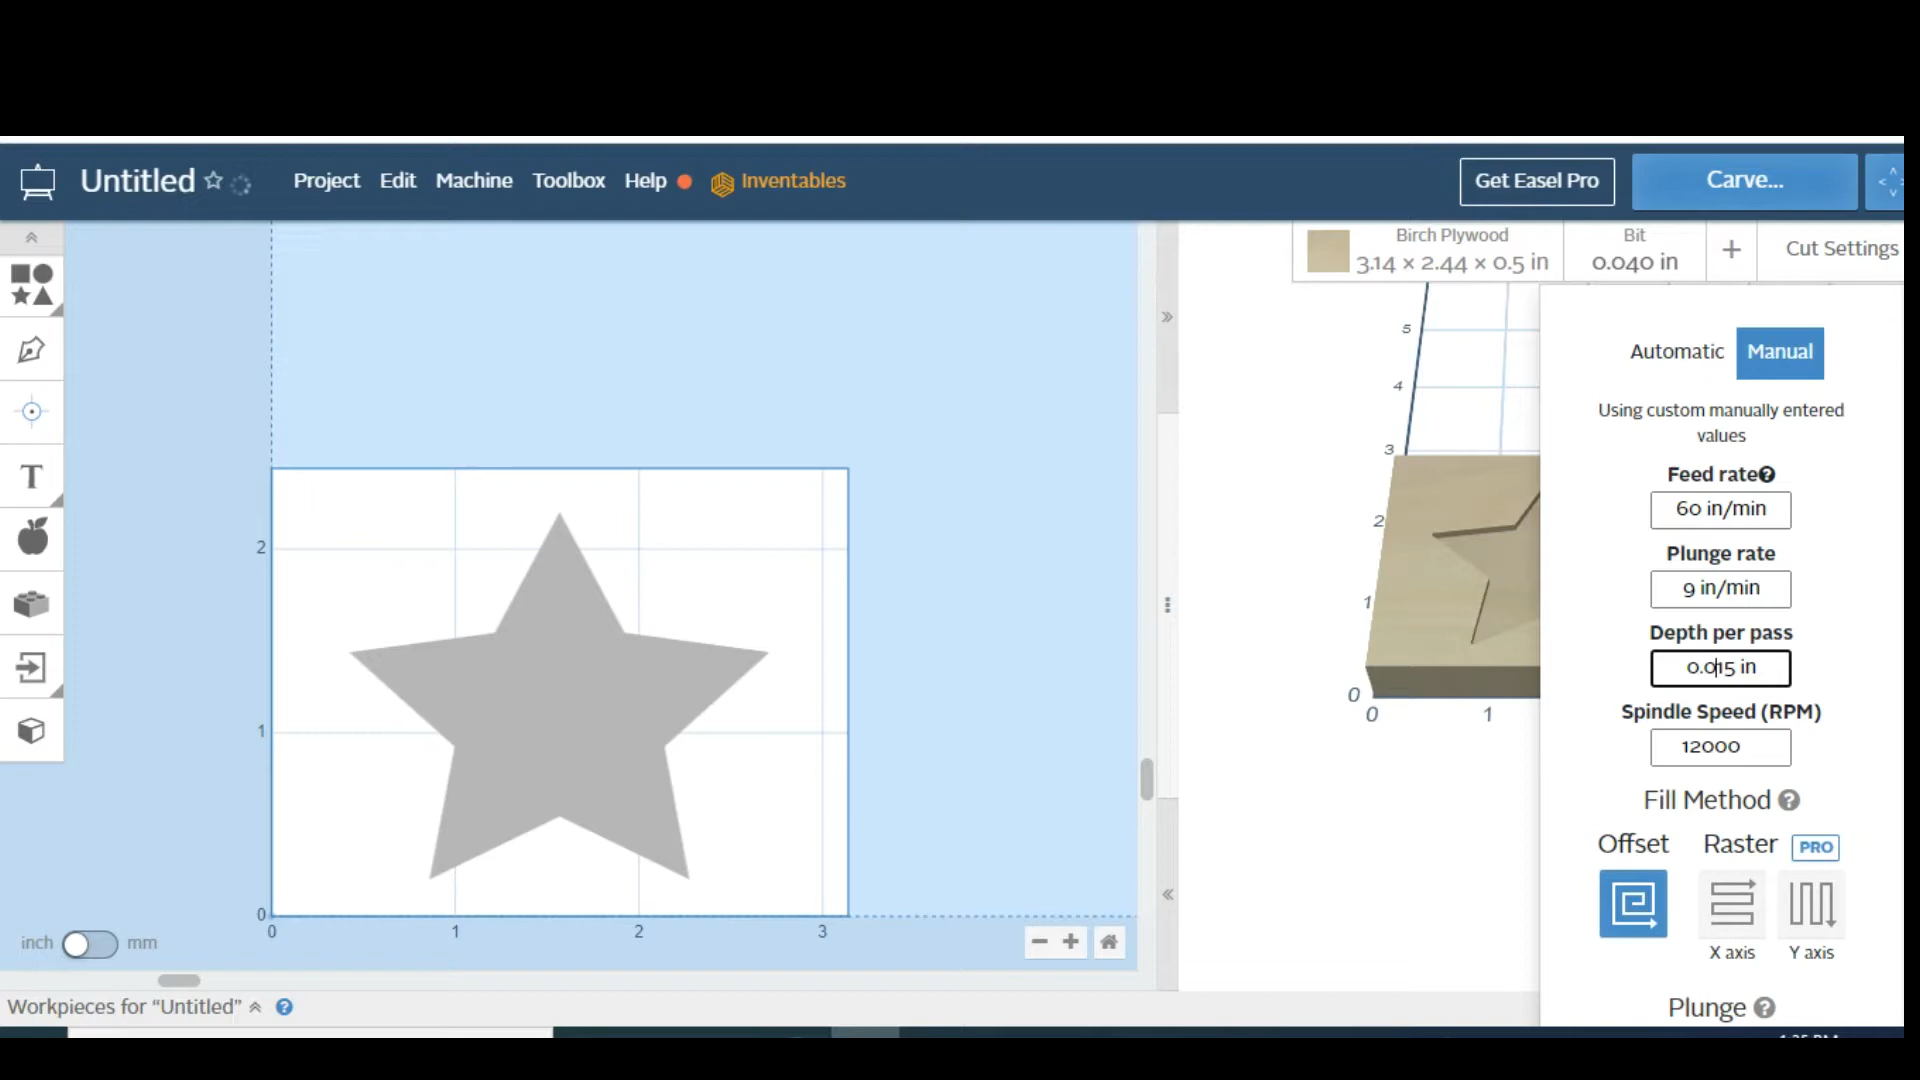 Untitled
Project Edit Machine Toolbox Help Inventables
Get Easel Pro
Carve...
Birch Plywood
3.14 × 2.44 × 0.5 in
Bit
0.040 in
+
Cut Settings
Automatic Manual
Using custom manually entered
values
Feed rate?
60 in/min
Plunge rate
9 in/min
Depth per pass
0.015 in
Spindle Speed (RPM)
12000
Fill Method ?
Offset Raster PRO
X axis Y axis
Plunge ?
T
2
1
0
0 1 2 3
5
4
3
2
1
0
0 1
inch mm
Workpieces for “Untitled” ?